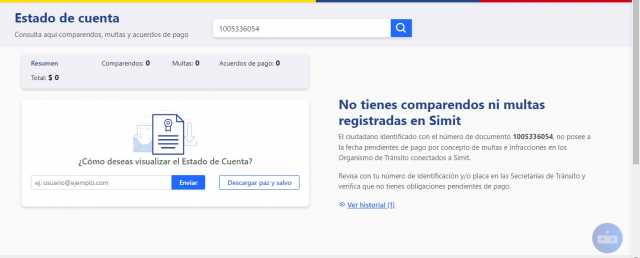 Estado de cuenta
Consulta aquí comparendos, multas y acuerdos de pago
1005336054
Resumen Comparendos: 0 Multas: 0 Acuerdos de pago: 0
Total: $ 0
¿Cómo deseas visualizar el Estado de Cuenta?
ej: usuario@ejemplo.com Enviar Descargar paz y salvo
No tienes comparendos ni multas
registradas en Simit
El ciudadano identificado con el número de documento 1005336054, no posee a
la fecha pendientes de pago por concepto de multas e infracciones en los
Organismo de Tránsito conectados a Simit.
Revisa con tu número de identificación y/o placa en las Secretarías de Tránsito y
verifica que no tienes obligaciones pendientes de pago.
Ver historial (1)